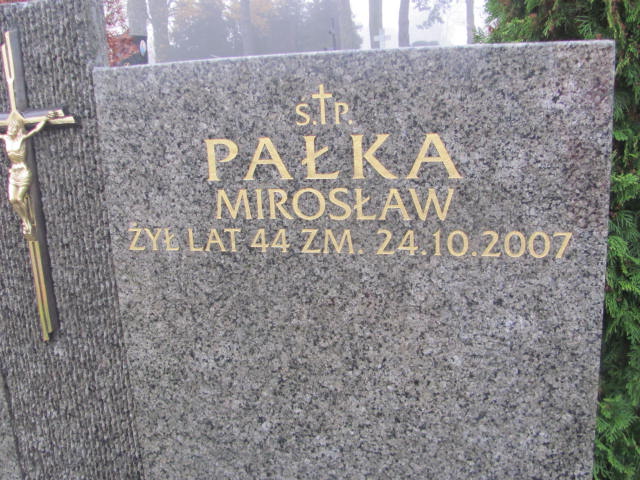 Ś.†P.
PAŁKA
MIROSŁAW
ŻYŁ LAT 44 ZM. 24.10.2007